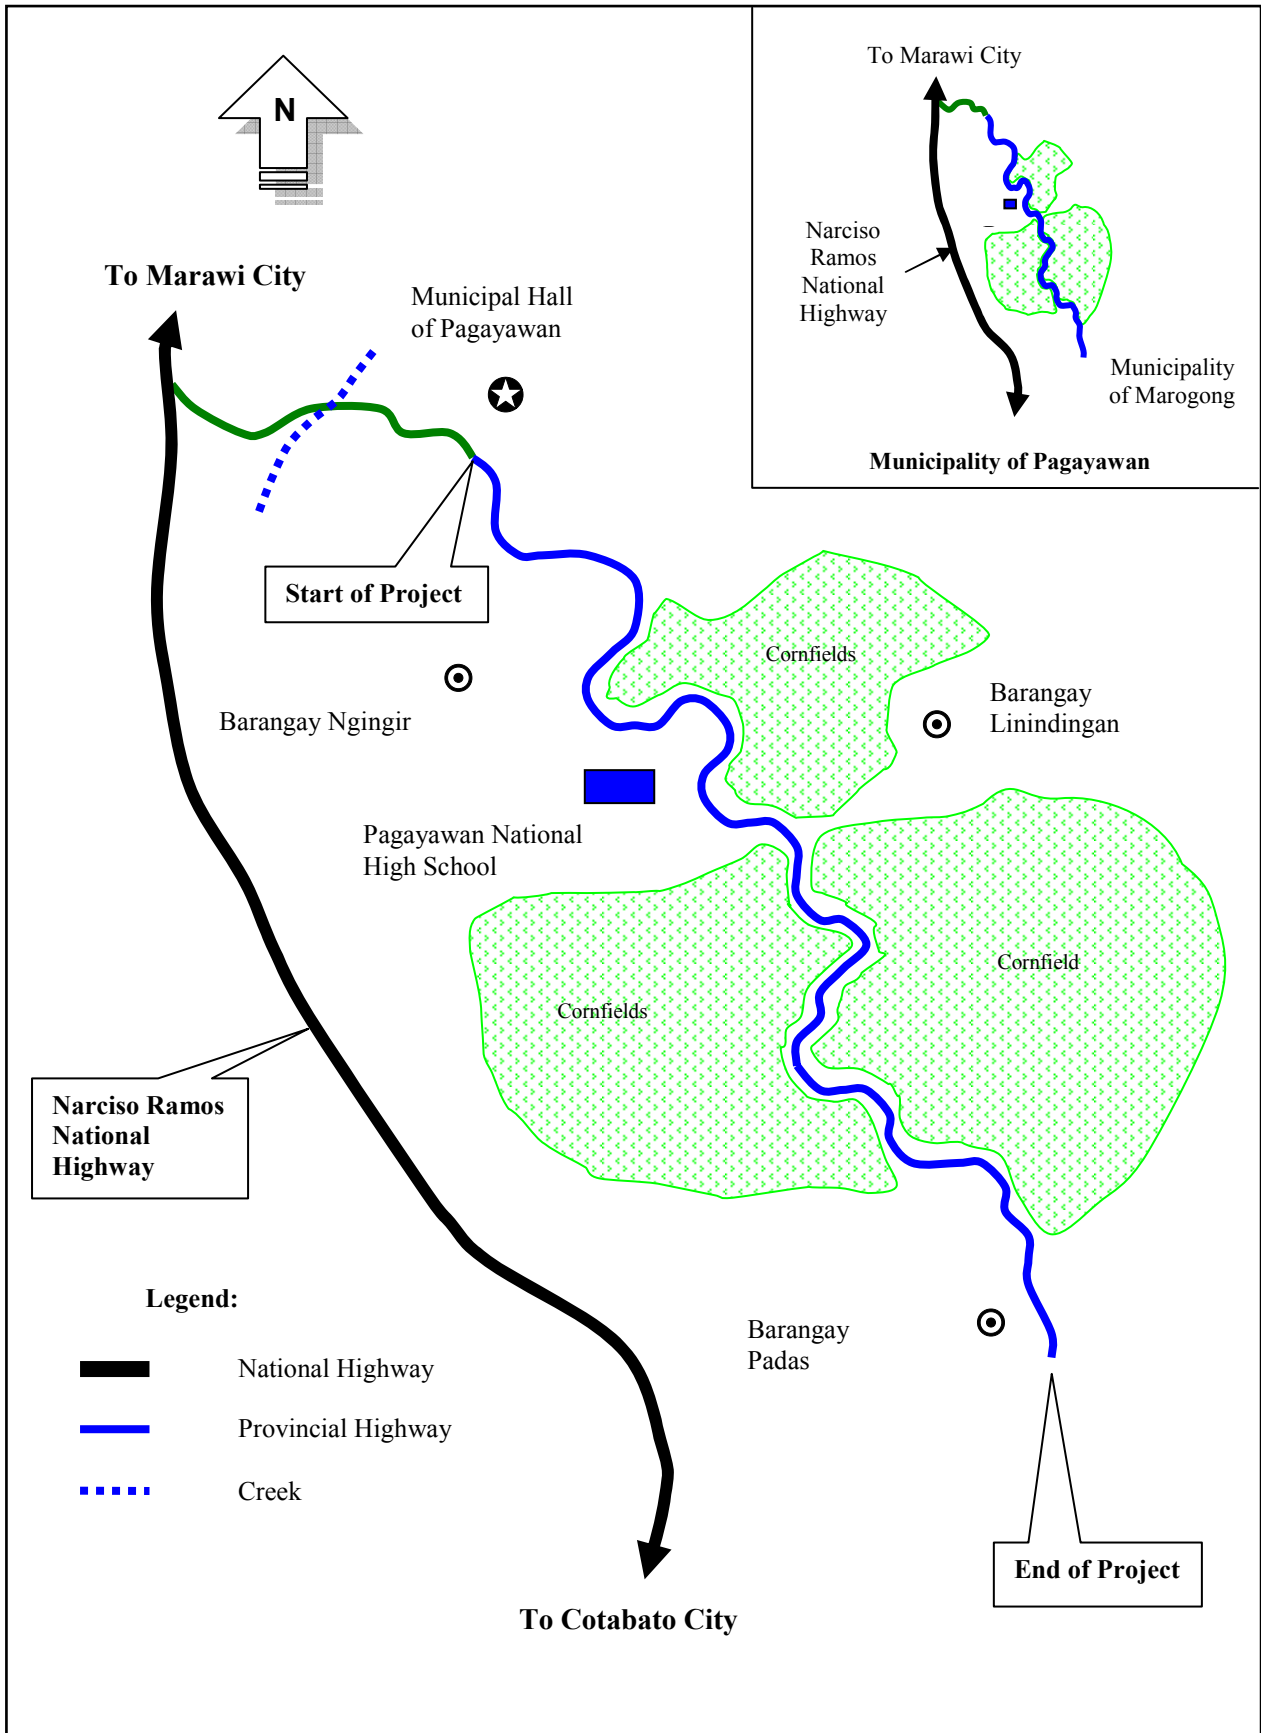 N
To Marawi City
Narciso
Ramos
National
Highway
Municipality
of Marogong
Municipality of Pagayawan
To Marawi City
Municipal Hall
of Pagayawan
Start of Project
Cornfields
Barangay Ngingir
Barangay
Linindingan
Pagayawan National
High School
Cornfield
Cornfields
Narciso Ramos
National
Highway
Legend:
National Highway
Provincial Highway
Creek
Barangay
Padas
End of Project
To Cotabato City